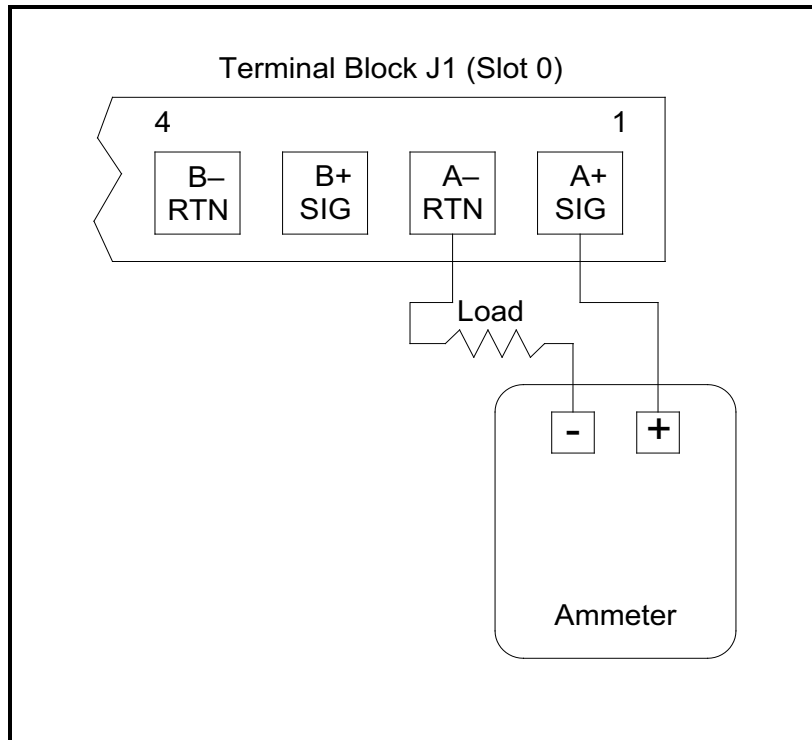 Terminal Block J1 (Slot 0)
4 1
B–
RTN
B+
SIG
A–
RTN
A+
SIG
Load
- +
Ammeter